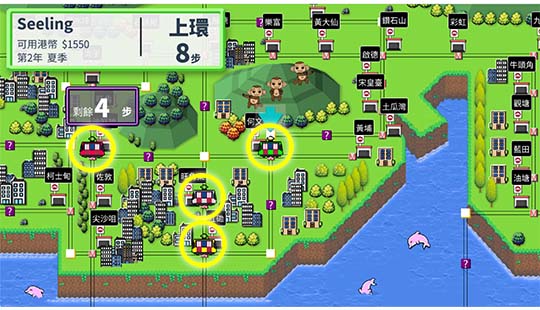 Seeling
可用港幣 $1550
第2年 夏季
上環
8步
樂富
黃大仙
鑽石山
彩虹
九
啟德
牛頭角
宋皇臺
觀塘
剩餘4 步
土瓜灣
何文
黃埔
藍田
柯士甸
佐敦
旺
油塘
尖沙咀
?
?
?
?
?
?